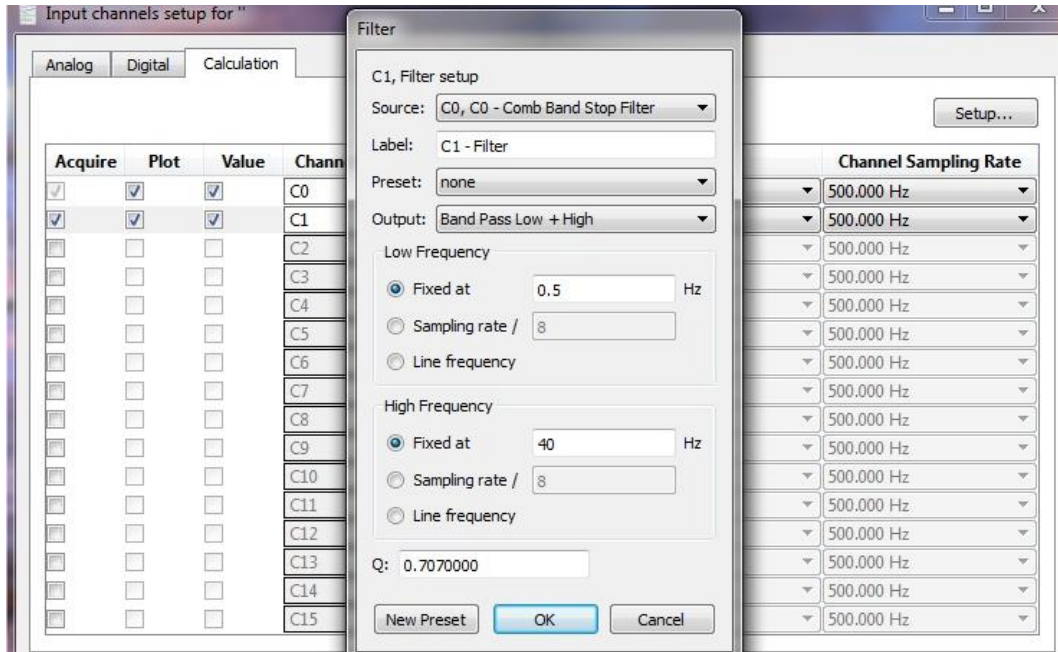 Input channels setup for "
Filter
Analog Digital Calculation
C1, Filter setup
Source: C0, C0 - Comb Band Stop Filter
Setup...
Label: C1 - Filter
Acquire Plot Value Channel Sampling Rate
Preset: none
C0 500.000 Hz
Output: Band Pass Low + High
C1 500.000 Hz
Low Frequency
C2 500.000 Hz
C3 500.000 Hz
Fixed at 0.5 Hz
C4 500.000 Hz
Sampling rate / 8
C5 500.000 Hz
Line frequency
C6 500.000 Hz
C7 500.000 Hz
High Frequency
C8 500.000 Hz
Fixed at 40 Hz
C9 500.000 Hz
Sampling rate / 8
C10 500.000 Hz
C11 500.000 Hz
Line frequency
C12 500.000 Hz
Q: 0.7070000
C13 500.000 Hz
C14 500.000 Hz
New Preset OK Cancel
C15 500.000 Hz